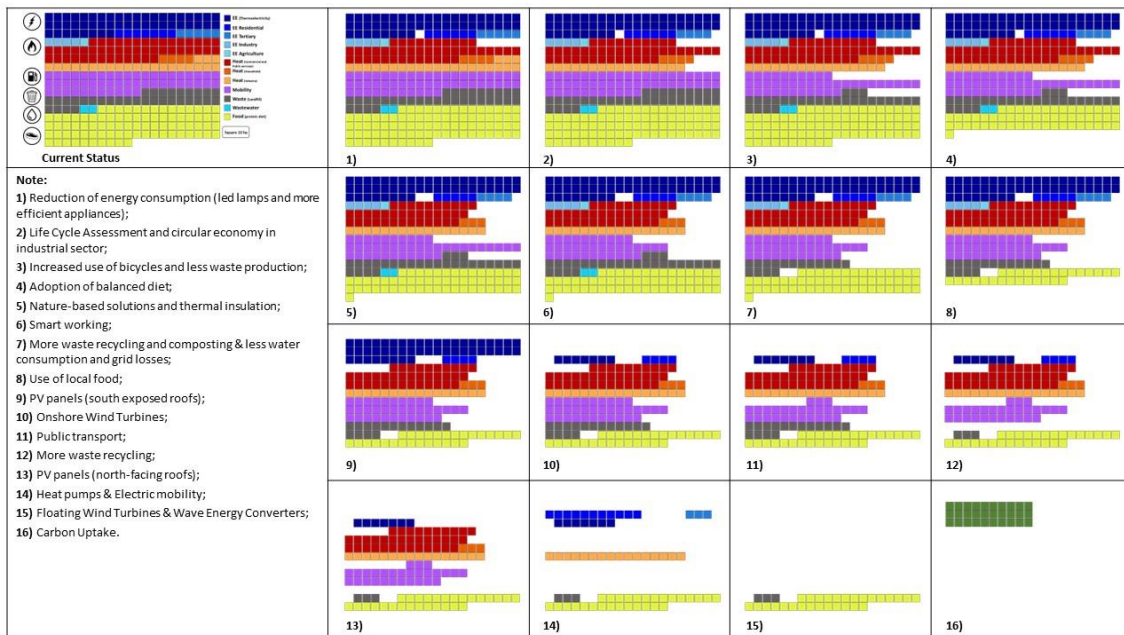 EE (Thermoelectricity)
EE Residential
EE Tertiary
EE Industry
EE Agriculture
Heat
Heat
Heat
Mobility
Waste (Landfill)
Wastewater
Food
Square 10 ha
Current Status
1)
2)
3)
4)
Note:
1) Reduction of energy consumption (led lamps and more
efficient appliances);
2) Life Cycle Assessment and circular economy in
industrial sector;
3) Increased use of bicycles and less waste production;
4) Adoption of balanced diet;
5) Nature-based solutions and thermal insulation;
6) Smart working;
7) More waste recycling and composting & less water
consumption and grid losses;
8) Use of local food;
9) PV panels (south exposed roofs);
10) Onshore Wind Turbines;
11) Public transport;
12) More waste recycling;
13) PV panels (north-facing roofs);
14) Heat pumps & Electric mobility;
15) Floating Wind Turbines & Wave Energy Converters;
16) Carbon Uptake.
5)
6)
7)
8)
9)
10)
11)
12)
13)
14)
15)
16)